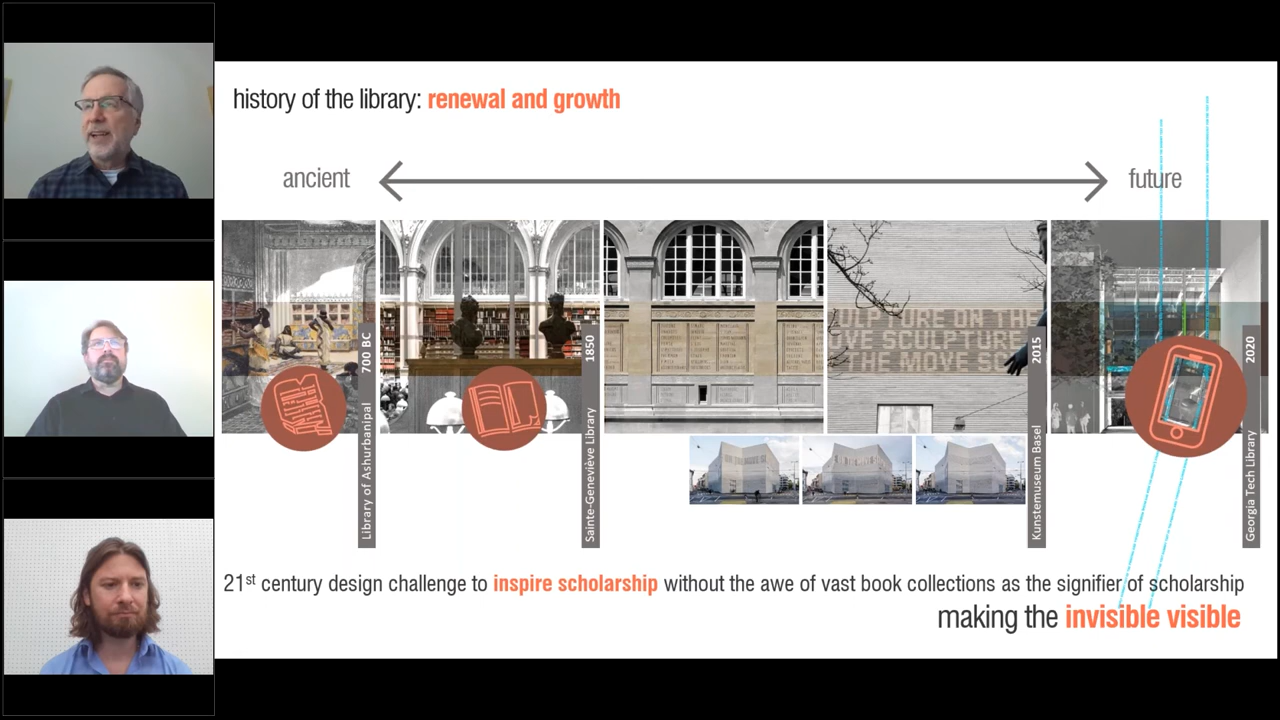 history of the library: renewal and growth
ancient
future
Library of Ashurbanipal 700 BC
Sainte-Geneviève Library 1850
ULPTURE ON THE
OVE SCULPTURE
THE MOVE SC
Kunstemuseum Basel 2015
Georgia Tech Library 2020
21st century design challenge to inspire scholarship without the awe of vast book collections as the signifier of scholarship
making the invisible visible